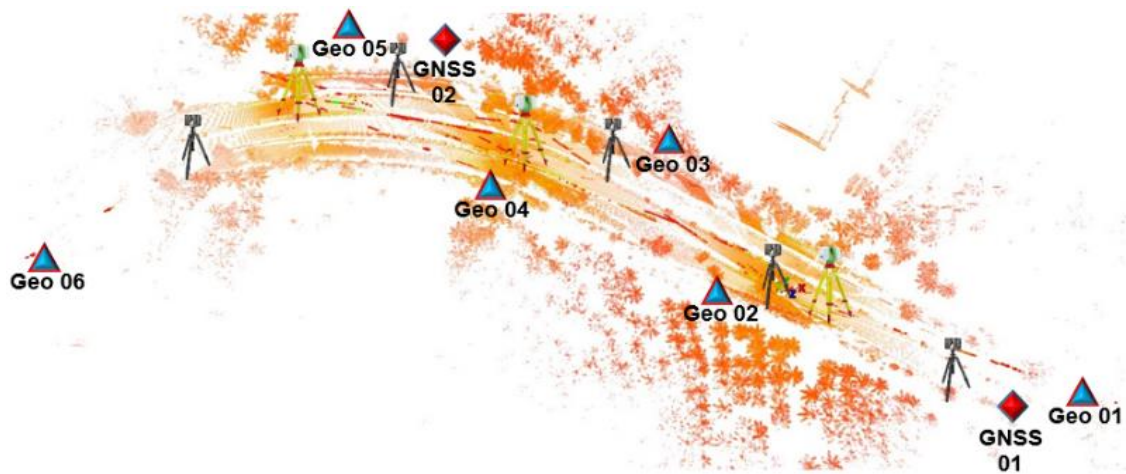 Geo 05
GNSS
02
Geo 03
Geo 04
Geo 06
Geo 02
Geo 01
GNSS
01